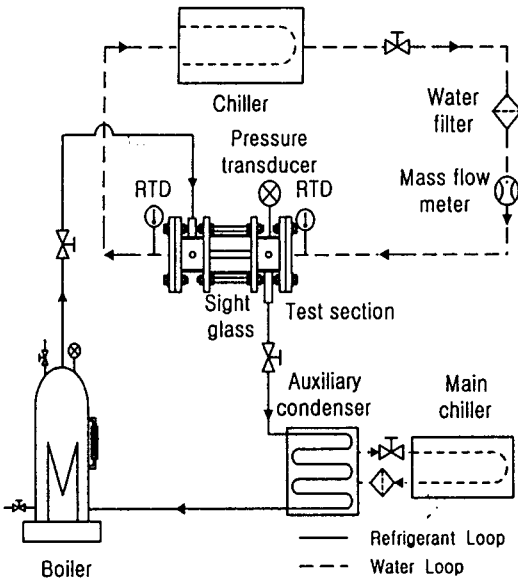 Chiller
Water
filter
Pressure
transducer
RTD
RTD
Mass flow
meter
Sight
glass
Test section
Auxiliary
condenser
Main
chiller
Boiler
Refrigerant Loop
Water Loop